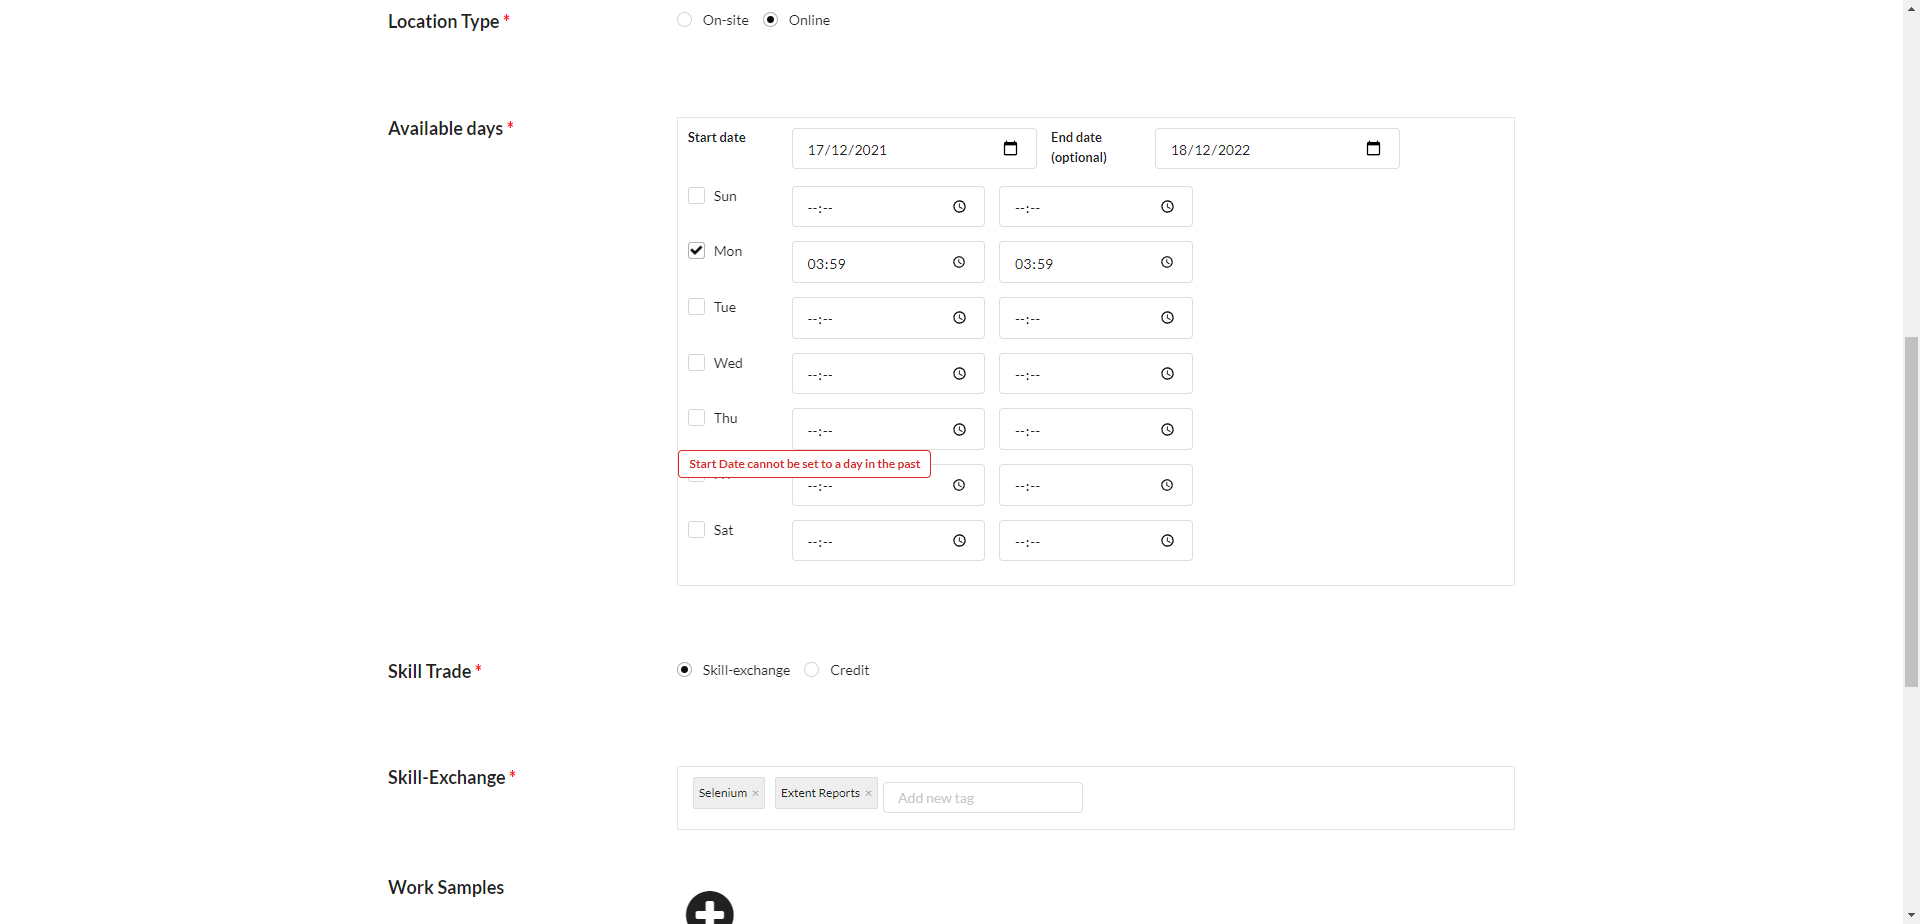 Location Type *
On-site Online
Available days *
Start date 17/12/2021 End date (optional) 18/12/2022
Sun --:-- --:--
Mon 03:59 03:59
Tue --:-- --:--
Wed --:-- --:--
Thu --:-- --:--
Start Date cannot be set to a day in the past
--:-- --:--
Sat --:-- --:--
Skill Trade *
Skill-exchange Credit
Skill-Exchange *
Selenium × Extent Reports × Add new tag
Work Samples